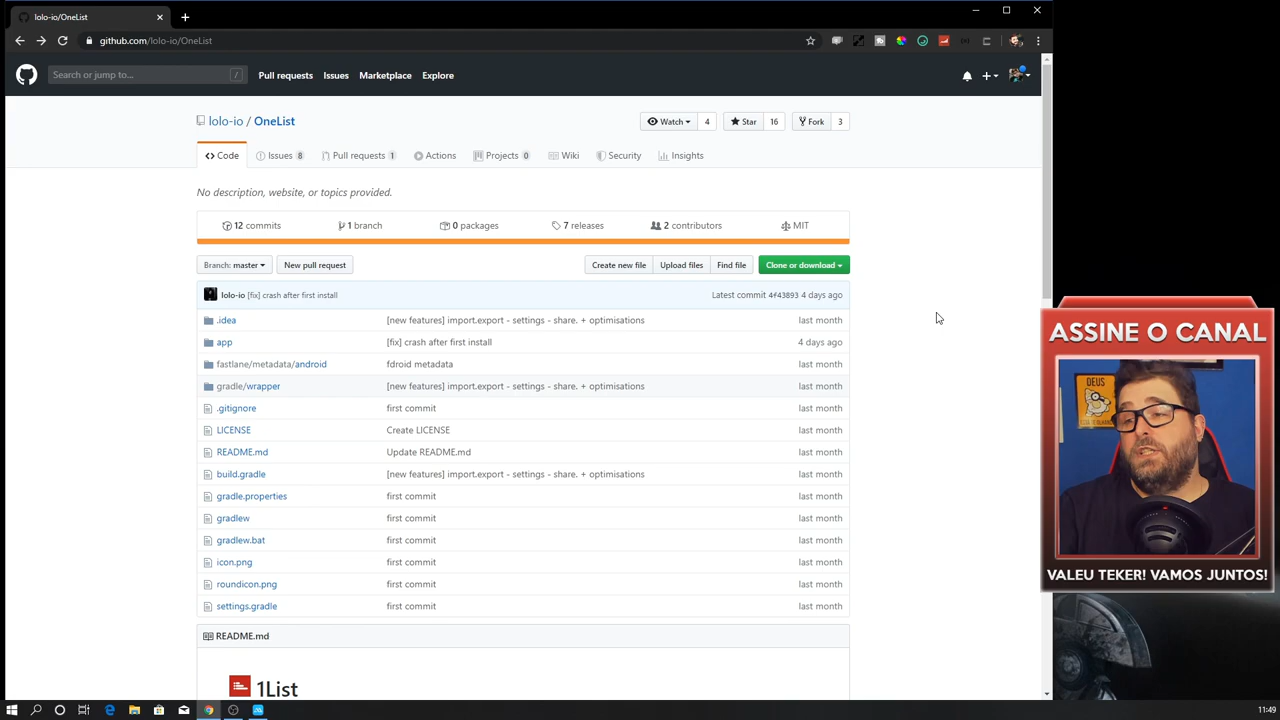 lolo-io/OneList
github.com/lolo-io/OneList
Search or jump to... /
Pull requests Issues Marketplace Explore
lolo-io / OneList
Watch 4 Star 16 Fork 3
Code Issues 8 Pull requests 1 Actions Projects 0 Wiki Security Insights
No description, website, or topics provided.
12 commits 1 branch 0 packages 7 releases 2 contributors MIT
Branch: master New pull request Create new file Upload files Find file Clone or download
lolo-io [fix] crash after first install Latest commit 4f43893 4 days ago
.idea [new features] import.export - settings - share. + optimisations last month
app [fix] crash after first install 4 days ago
fastlane/metadata/android fdroid metadata last month
gradle/wrapper [new features] import.export - settings - share. + optimisations last month
.gitignore first commit last month
LICENSE Create LICENSE last month
README.md Update README.md last month
build.gradle [new features] import.export - settings - share. + optimisations last month
gradle.properties first commit last month
gradlew first commit last month
gradlew.bat first commit last month
icon.png first commit last month
roundicon.png first commit last month
settings.gradle first commit last month
README.md
1List
ASSINE O CANAL
DEUS
VALEU TEKER! VAMOS JUNTOS!
11:49